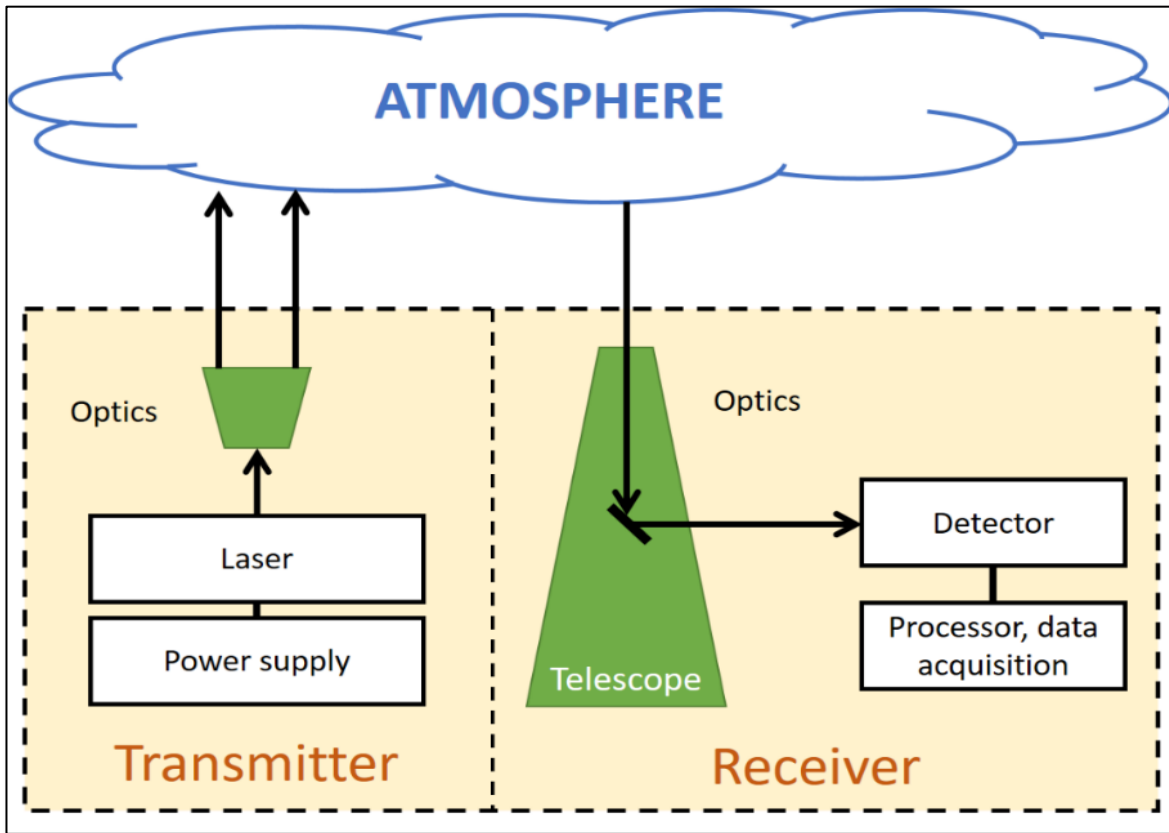 ATMOSPHERE
Optics
Laser
Power supply
Transmitter
Optics
Detector
Processor, data
acquisition
Telescope
Receiver